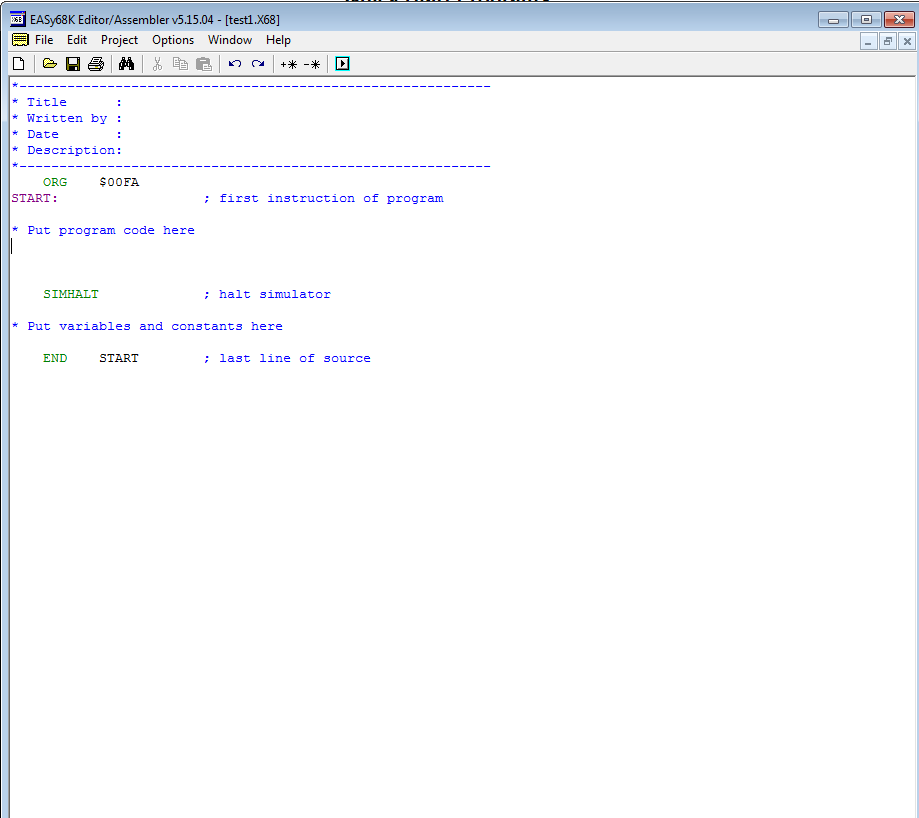 EASy68K Editor/Assembler v5.15.04 - [test1.X68]
File Edit Project Options Window Help
*-----------------------------------------------------------
* Title      :
* Written by :
* Date       :
* Description:
*-----------------------------------------------------------
    ORG    $00FA
START:                  ; first instruction of program
* Put program code here
    SIMHALT             ; halt simulator
* Put variables and constants here
    END    START        ; last line of source